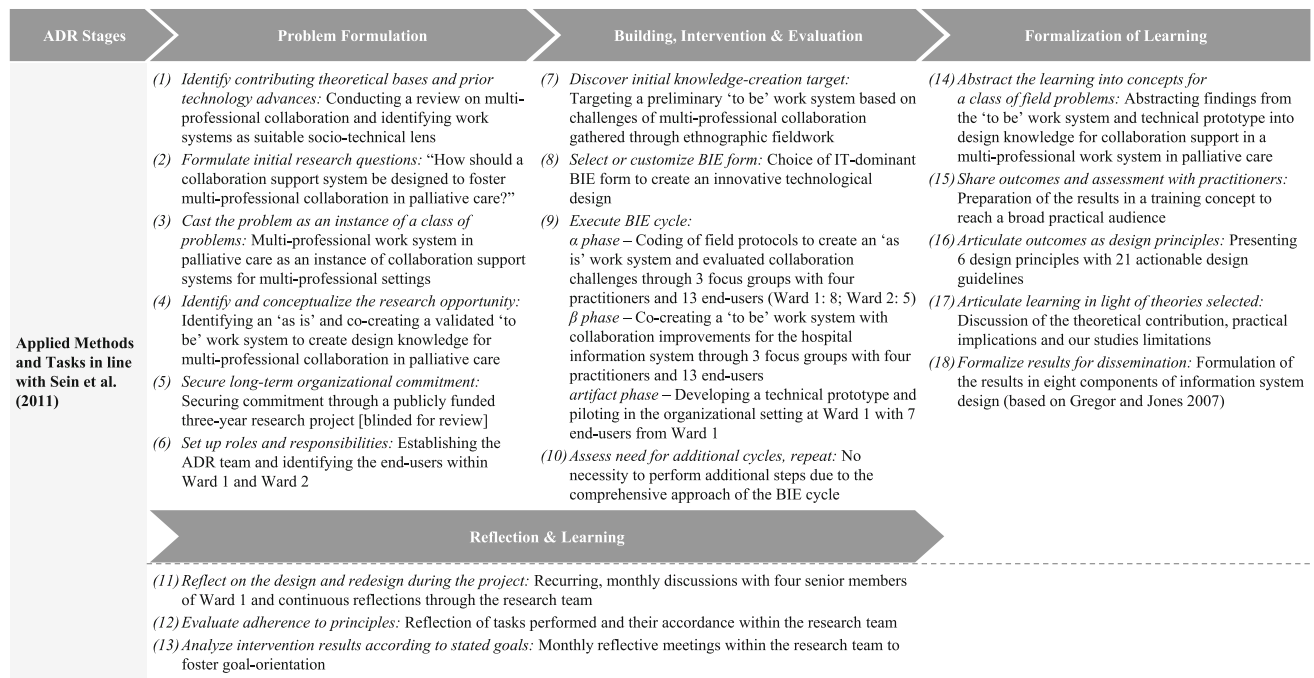 ADR Stages
Problem Formulation
Building, Intervention & Evaluation
Formalization of Learning
Applied Methods
and Tasks in line
with Sein et al.
(2011)
(1) Identify contributing theoretical bases and prior
technology advances: Conducting a review on multi-
professional collaboration and identifying work
systems as suitable socio-technical lens
(2) Formulate initial research questions: “How should a
collaboration support system be designed to foster
multi-professional collaboration in palliative care?”
(3) Cast the problem as an instance of a class of
problems: Multi-professional work system in
palliative care as an instance of collaboration support
systems for multi-professional settings
(4) Identify and conceptualize the research opportunity:
Identifying an ‘as is’ and co-creating a validated ‘to
be’ work system to create design knowledge for
multi-professional collaboration in palliative care
(5) Secure long-term organizational commitment:
Securing commitment through a publicly funded
three-year research project [blinded for review]
(6) Set up roles and responsibilities: Establishing the
ADR team and identifying the end-users within
Ward 1 and Ward 2
(7) Discover initial knowledge-creation target:
Targeting a preliminary ‘to be’ work system based on
challenges of multi-professional collaboration
gathered through ethnographic fieldwork
(8) Select or customize BIE form: Choice of IT-dominant
BIE form to create an innovative technological
design
(9) Execute BIE cycle:
α phase – Coding of field protocols to create an ‘as
is’ work system and evaluated collaboration
challenges through 3 focus groups with four
practitioners and 13 end-users (Ward 1: 8; Ward 2: 5)
β phase – Co-creating a ‘to be’ work system with
collaboration improvements for the hospital
information system through 3 focus groups with four
practitioners and 13 end-users
artifact phase – Developing a technical prototype and
piloting in the organizational setting at Ward 1 with 7
end-users from Ward 1
(10) Assess need for additional cycles, repeat: No
necessity to perform additional steps due to the
comprehensive approach of the BIE cycle
(14) Abstract the learning into concepts for
a class of field problems: Abstracting findings from
the ‘to be’ work system and technical prototype into
design knowledge for collaboration support in a
multi-professional work system in palliative care
(15) Share outcomes and assessment with practitioners:
Preparation of the results in a training concept to
reach a broad practical audience
(16) Articulate outcomes as design principles: Presenting
6 design principles with 21 actionable design
guidelines
(17) Articulate learning in light of theories selected:
Discussion of the theoretical contribution, practical
implications and our studies limitations
(18) Formalize results for dissemination: Formulation of
the results in eight components of information system
design (based on Gregor and Jones 2007)
Reflection & Learning
(11) Reflect on the design and redesign during the project: Recurring, monthly discussions with four senior members
of Ward 1 and continuous reflections through the research team
(12) Evaluate adherence to principles: Reflection of tasks performed and their accordance within the research team
(13) Analyze intervention results according to stated goals: Monthly reflective meetings within the research team to
foster goal-orientation